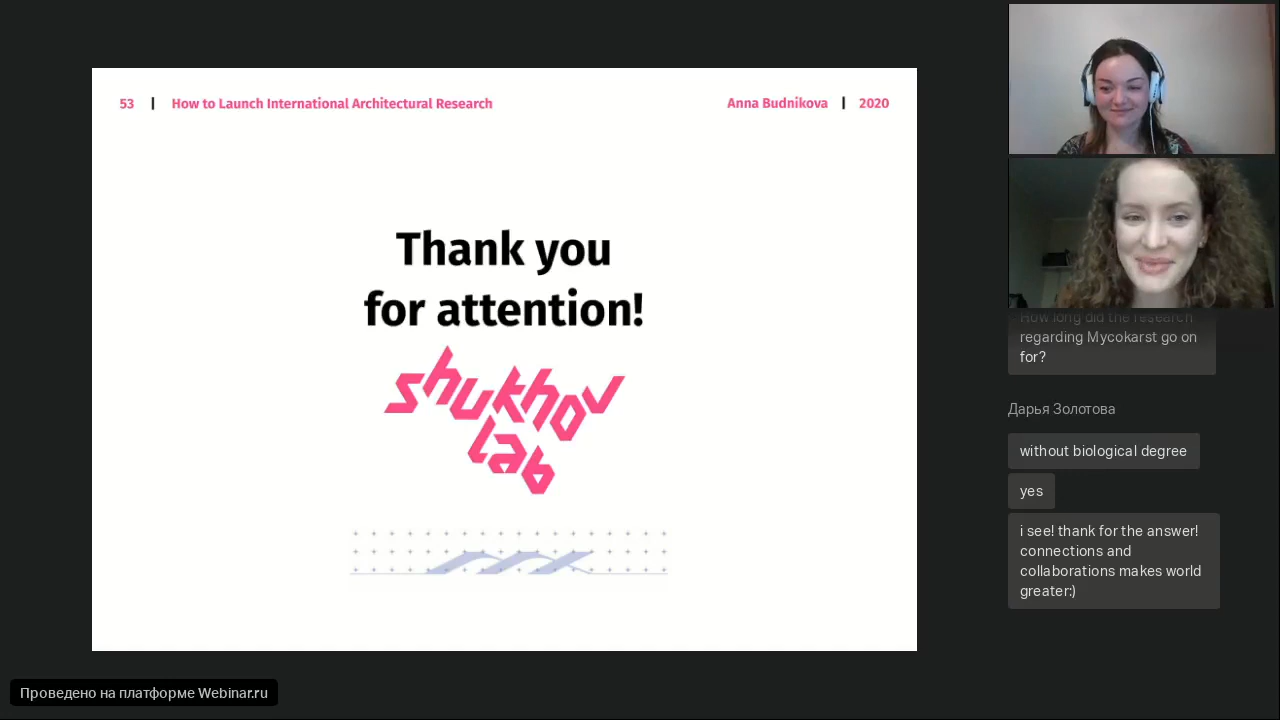 53 | How to Launch International Architectural Research
Anna Budnikova | 2020
Thank you
for attention!
shukhov
lab
How long did the research
regarding Mycokarst go on
for?
Дарья Золотова
without biological degree
yes
i see! thank for the answer!
connections and
collaborations makes world
greater:)
Проведено на платформе Webinar.ru